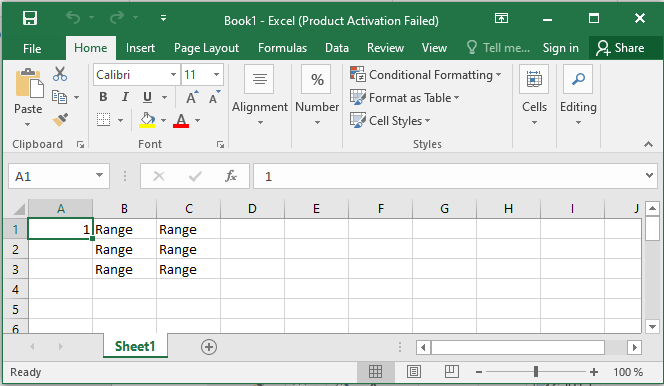 Book1 - Excel (Product Activation Failed)
File Home Insert Page Layout Formulas Data Review View Tell me... Sign in Share
Calibri 11 Conditional Formatting
Paste B I U A A Alignment % Number Format as Table Cells Editing
A Cell Styles
Clipboard Font Styles
A1 fx 1
A B C D E F G H I J
1 1 Range Range
2 Range Range
3 Range Range
4
5
6
Sheet1
Ready 100 %